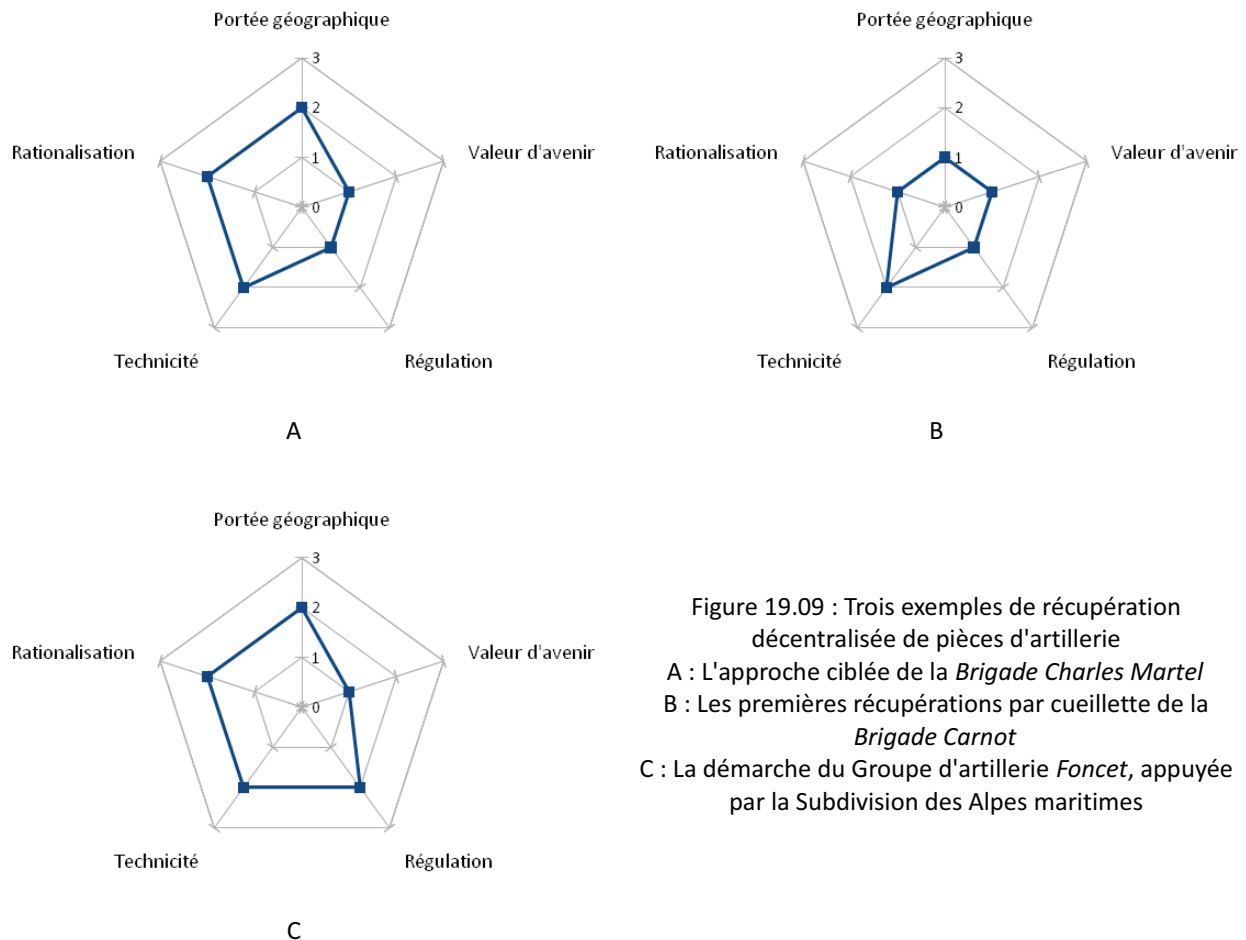 Portée géographique
3
2
1
0
Rationalisation
Valeur d'avenir
Technicité
Régulation
A
Portée géographique
3
2
1
0
Rationalisation
Valeur d'avenir
Technicité
Régulation
B
Portée géographique
3
2
1
0
Rationalisation
Valeur d'avenir
Technicité
Régulation
C
Figure 19.09 : Trois exemples de récupération
décentralisée de pièces d'artillerie
A : L'approche ciblée de la Brigade Charles Martel
B : Les premières récupérations par cueillette de la
Brigade Carnot
C : La démarche du Groupe d'artillerie Foncet, appuyée
par la Subdivision des Alpes maritimes